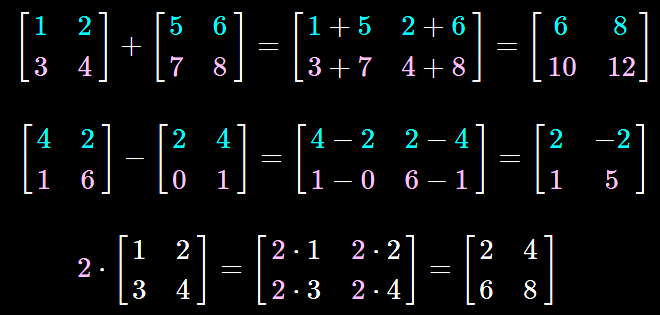 [1 2] + [5 6] = [1 + 5 2 + 6] = [6 8]
[3 4] [7 8] [3 + 7 4 + 8] [10 12]
[4 2] − [2 4] = [4 − 2 2 − 4] = [2 −2]
[1 6] [0 1] [1 − 0 6 − 1] [1 5]
2 · [1 2] = [2 · 1 2 · 2] = [2 4]
[3 4] [2 · 3 2 · 4] [6 8]